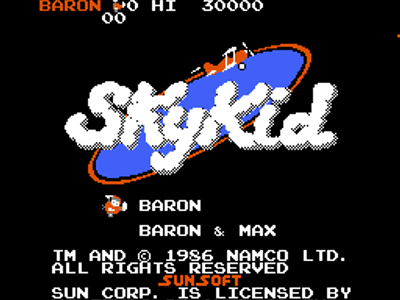 BARON 00 HI 30000
00
SkyKid
BARON
BARON & MAX
TM AND © 1986 NAMCO LTD.
ALL RIGHTS RESERVED
SUNSOFT
SUN CORP. IS LICENSED BY